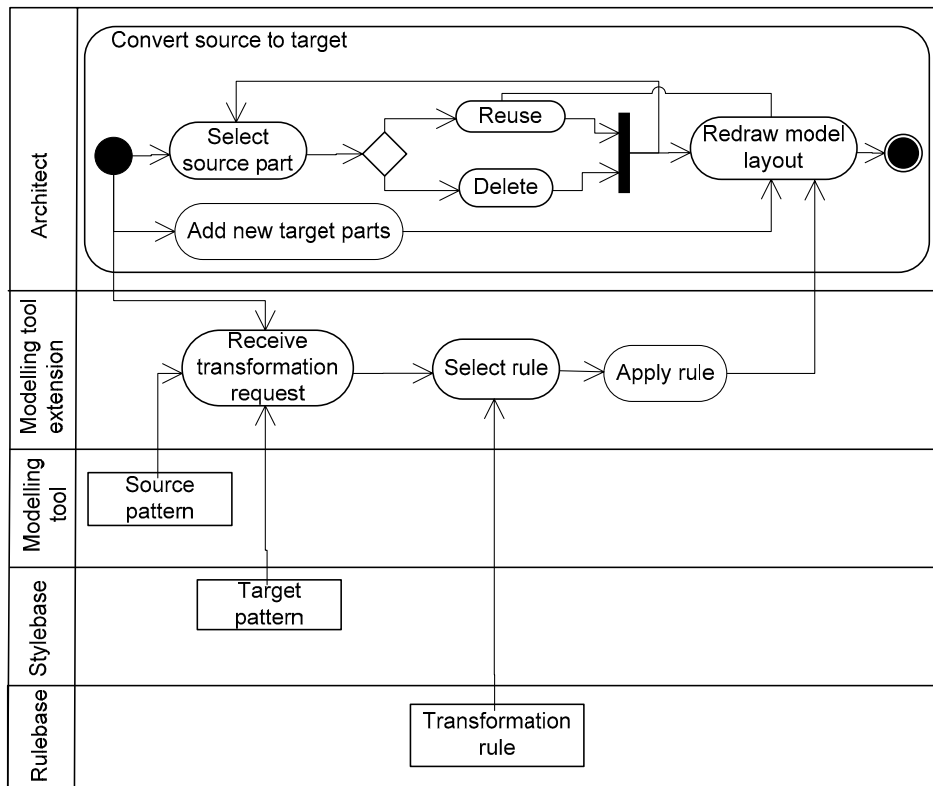 Convert source to target
Reuse
Select
source part
Redraw model
layout
Delete
Add new target parts
Architect
Receive
transformation
request
Select rule
Apply rule
Modelling tool
extension
Source
pattern
Modelling
tool
Target
pattern
Stylebase
Transformation
rule
Rulebase